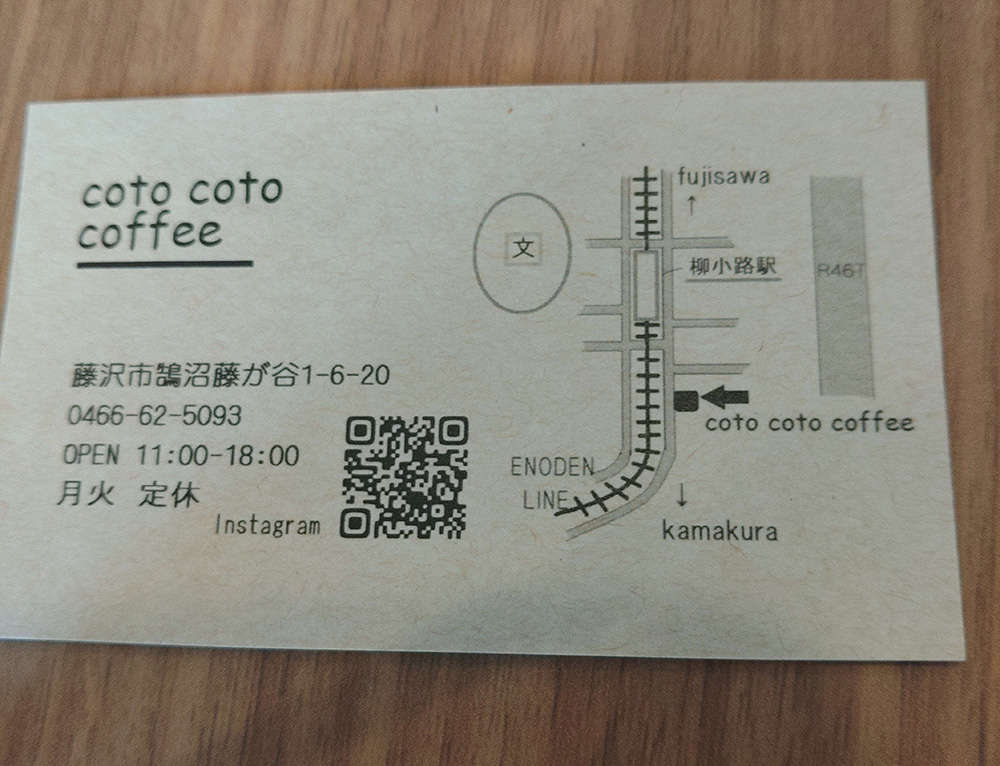 coto coto
coffee
藤沢市鵠沼藤が谷1-6-20
0466-62-5093
OPEN 11:00-18:00
月火 定休
Instagram
fujisawa
↑
文
柳小路駅
R467
coto coto coffee
ENODEN
LINE
↓
kamakura